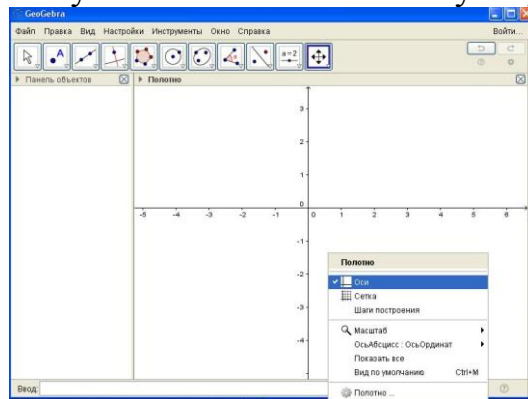 GeoGebra
Файл Правка Вид Настройки Инструменты Окно Справка
Войти...
A
a=2
Панель объектов
Полотно
3
2
1
0
-5 -4 -3 -2 -1 0 1 2 3 4 5 6
-1
-2
-3
-4
Полотно
Оси
Сетка
Шаги построения
Масштаб
ОсьАбсцисс : ОсьОрдинат
Показать все
Вид по умолчанию Ctrl+M
Полотно ...
Ввод: